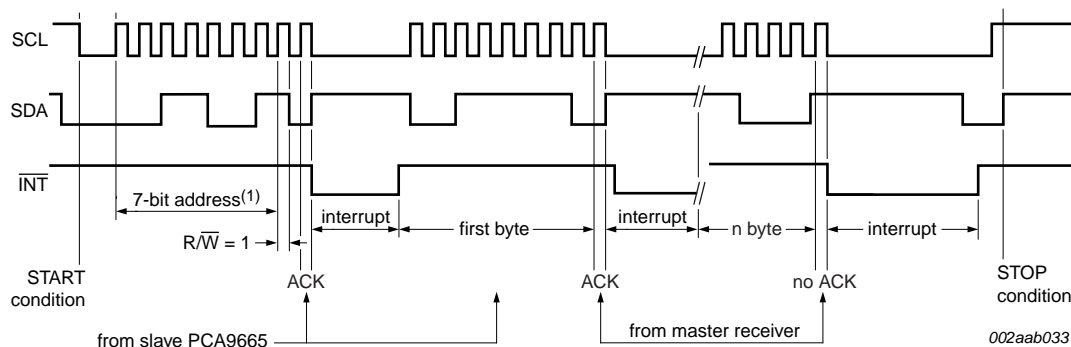 SCL
SDA
INT
7-bit address(1)
R/W = 1
interrupt
first byte
interrupt
n byte
interrupt
START
condition
ACK
ACK
no ACK
STOP
condition
from slave PCA9665
from master receiver
002aab033